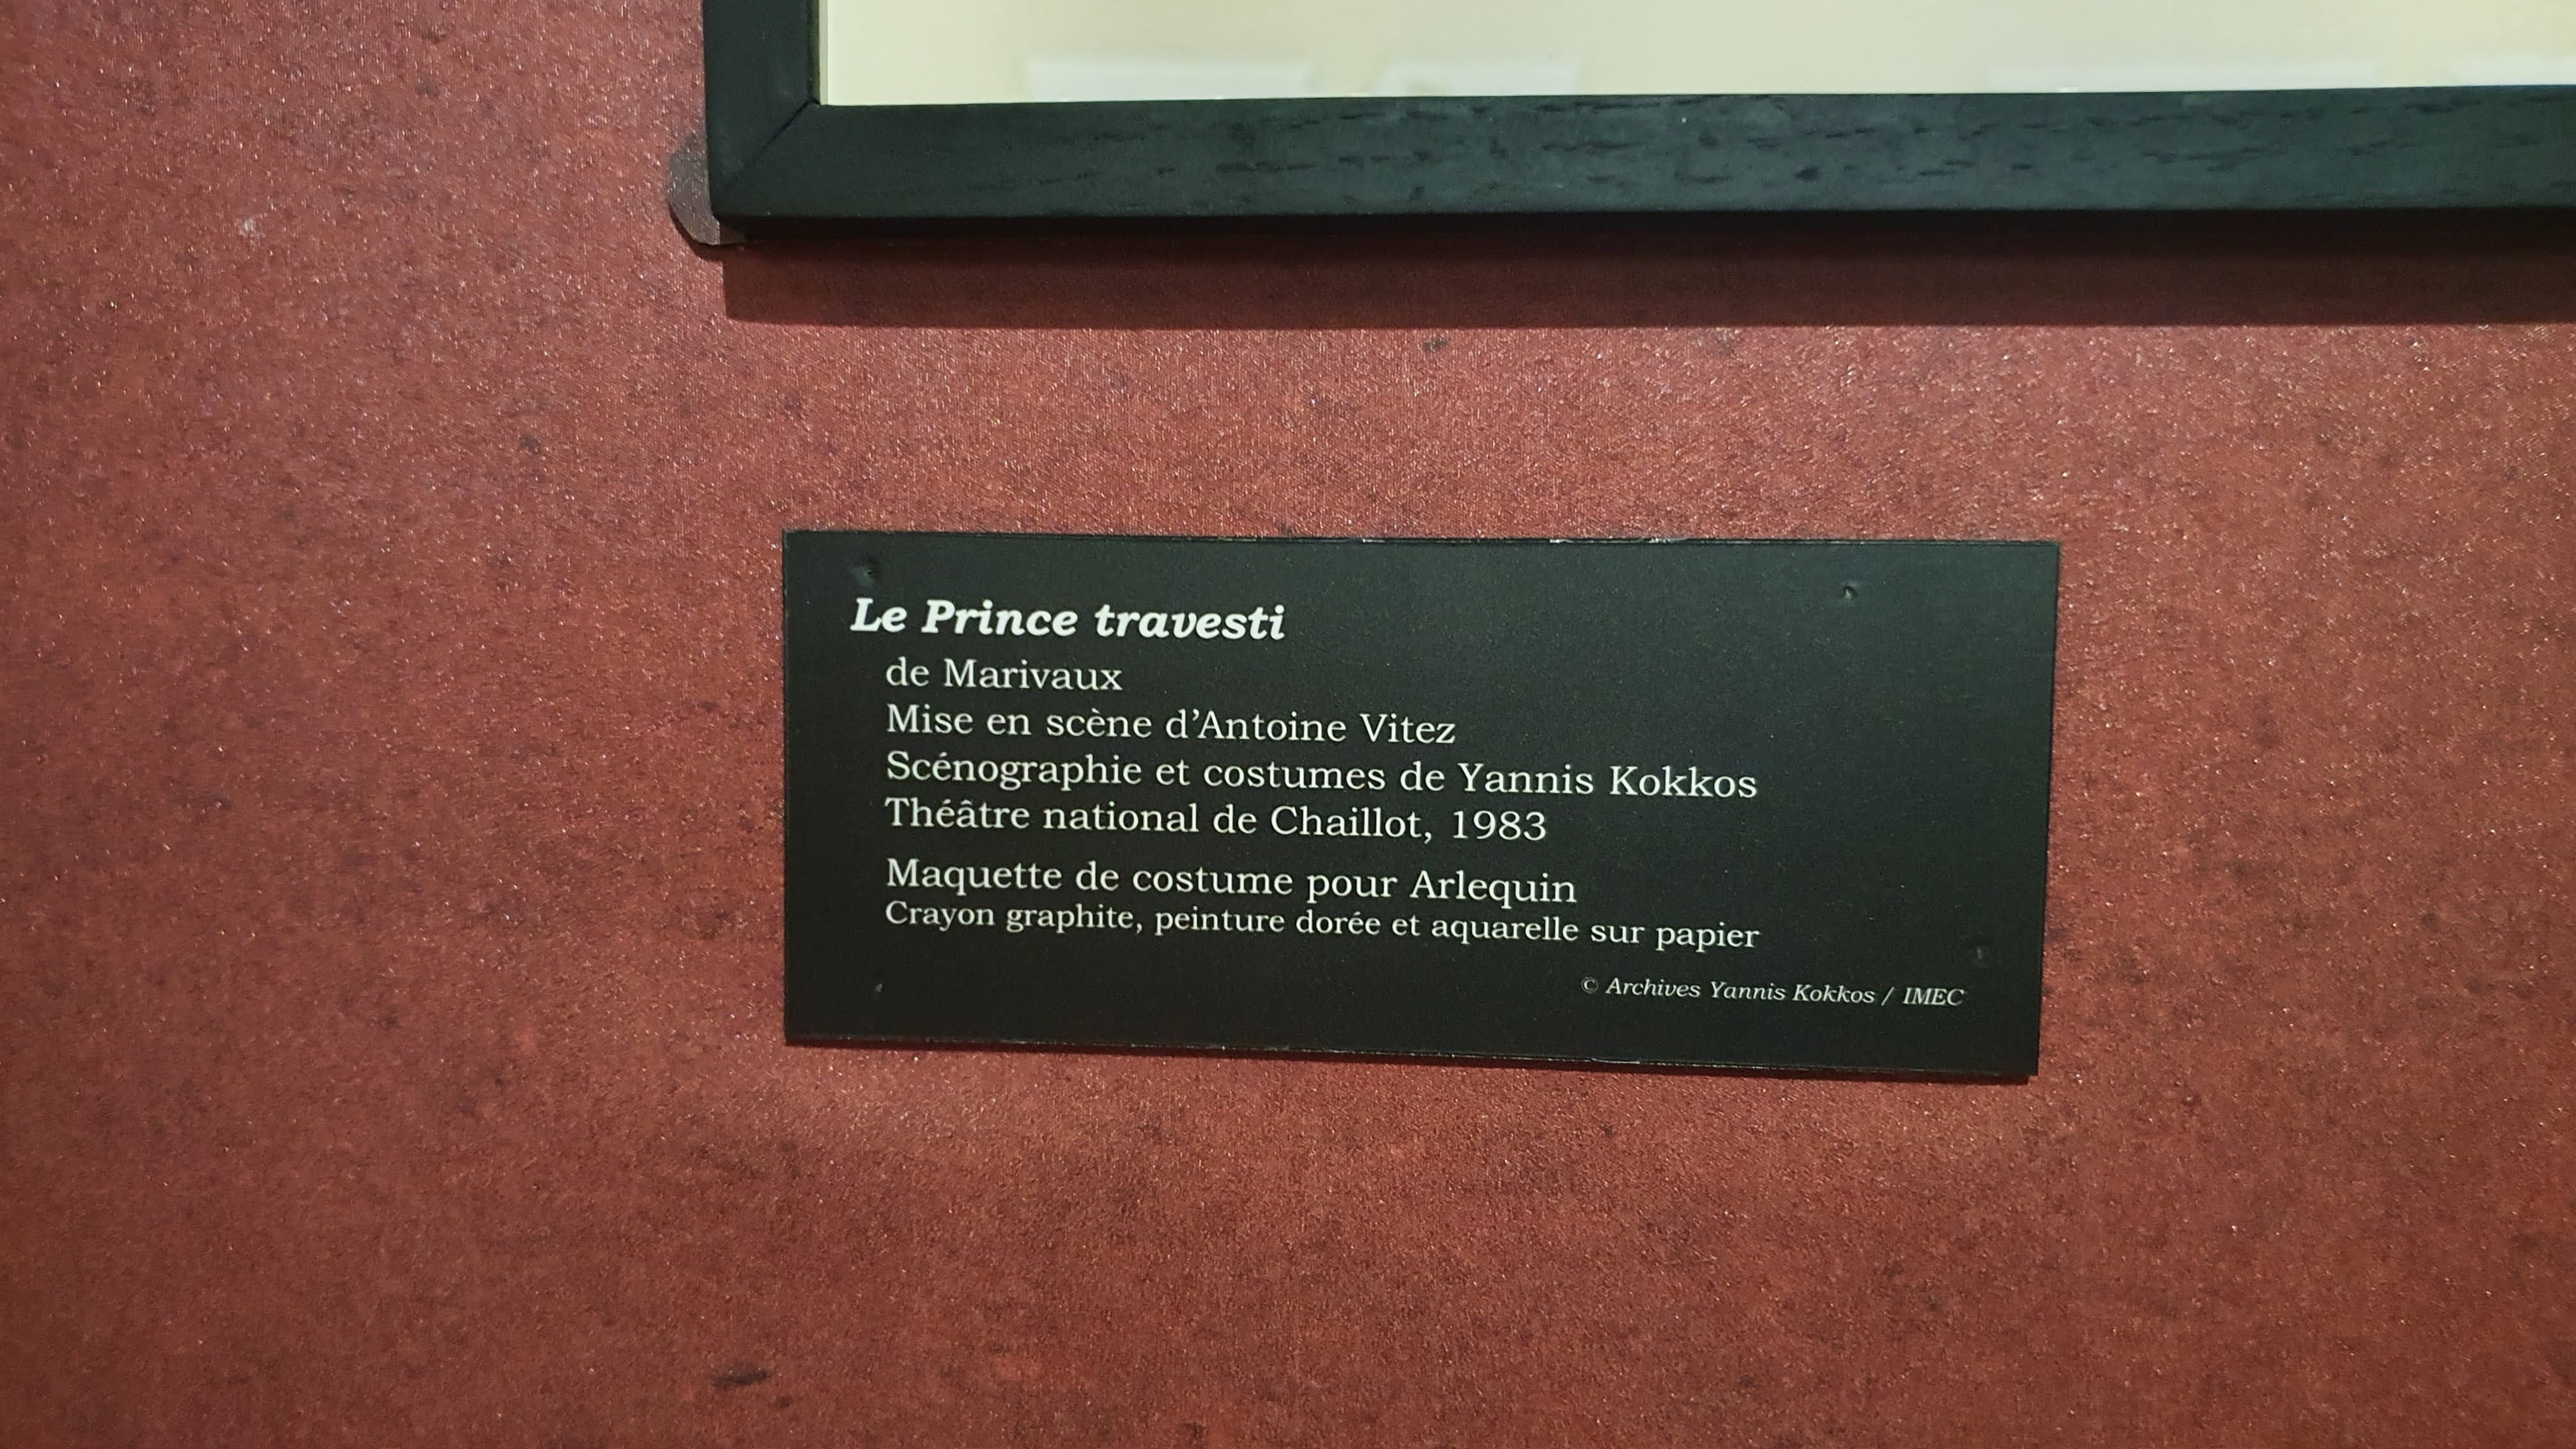 Le Prince travesti
de Marivaux
Mise en scène d’Antoine Vitez
Scénographie et costumes de Yannis Kokkos
Théâtre national de Chaillot, 1983
Maquette de costume pour Arlequin
Crayon graphite, peinture dorée et aquarelle sur papier
© Archives Yannis Kokkos / IMEC